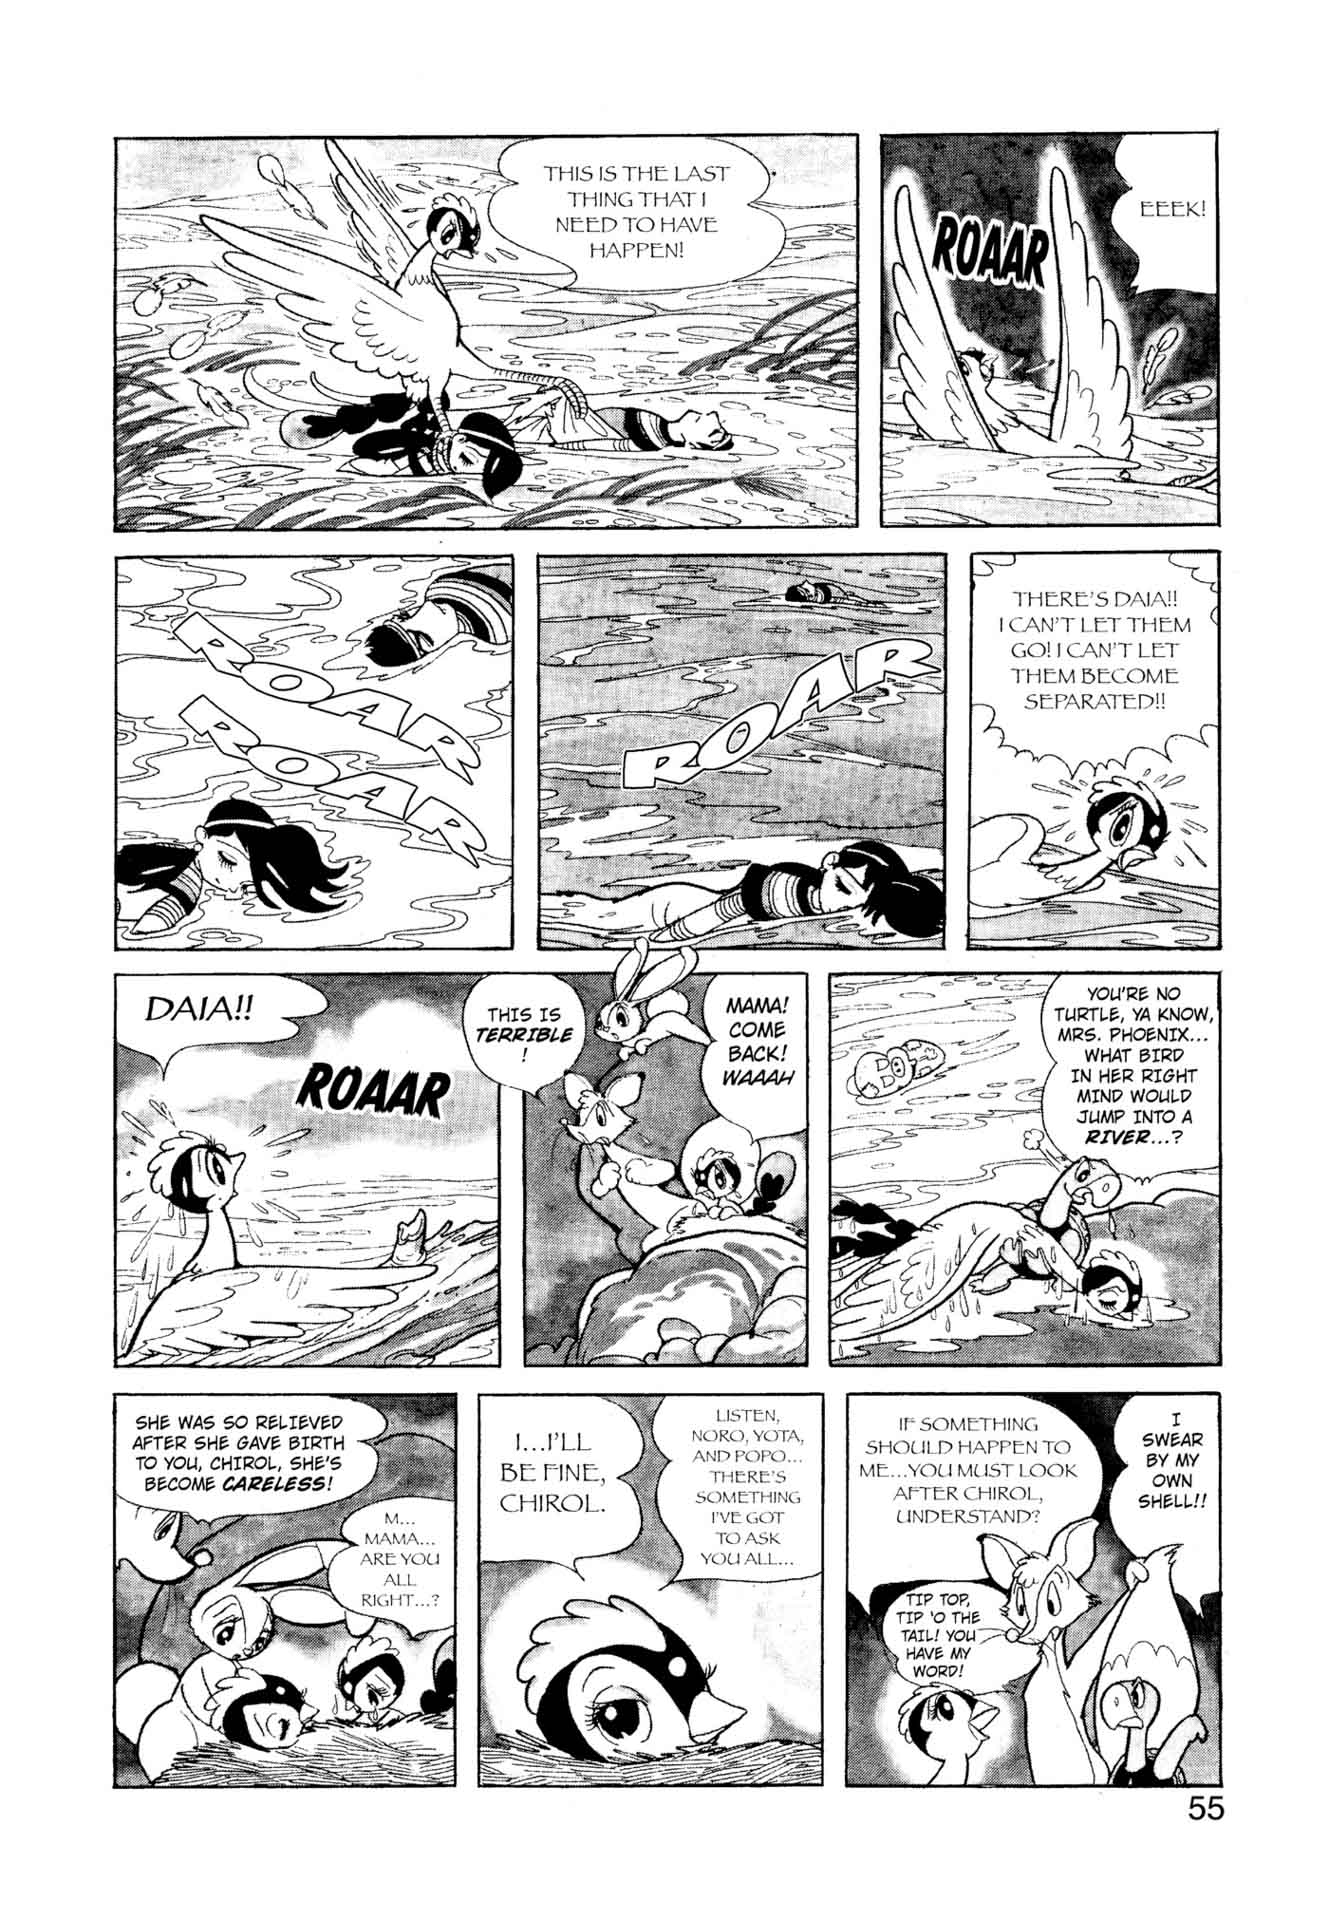 THIS IS THE LAST
THING THAT I
NEED TO HAVE
HAPPEN!
ROAAR
EEEK!
ROAR
ROAR
ROAR
THERE'S DAIA!!
I CAN'T LET THEM
GO! I CAN'T LET
THEM BECOME
SEPARATED!!
DAIA!!
ROAAR
THIS IS
TERRIBLE
!
MAMA!
COME
BACK!
WAAAH
YOU'RE NO
TURTLE, YA KNOW,
MRS. PHOENIX...
WHAT BIRD
IN HER RIGHT
MIND WOULD
JUMP INTO A
RIVER...?
SHE WAS SO RELIEVED
AFTER SHE GAVE BIRTH
TO YOU, CHIROL, SHE'S
BECOME CARELESS!
M...
MAMA...
ARE YOU
ALL
RIGHT...?
I...I'LL
BE FINE,
CHIROL.
LISTEN,
NORO, YOTA,
AND POPO...
THERE'S
SOMETHING
I'VE GOT
TO ASK
YOU ALL...
IF SOMETHING
SHOULD HAPPEN TO
ME...YOU MUST LOOK
AFTER CHIROL,
UNDERSTAND?
TIP TOP,
TIP 'O THE
TAIL! YOU
HAVE MY
WORD!
I
SWEAR
BY MY
OWN
SHELL!!
55